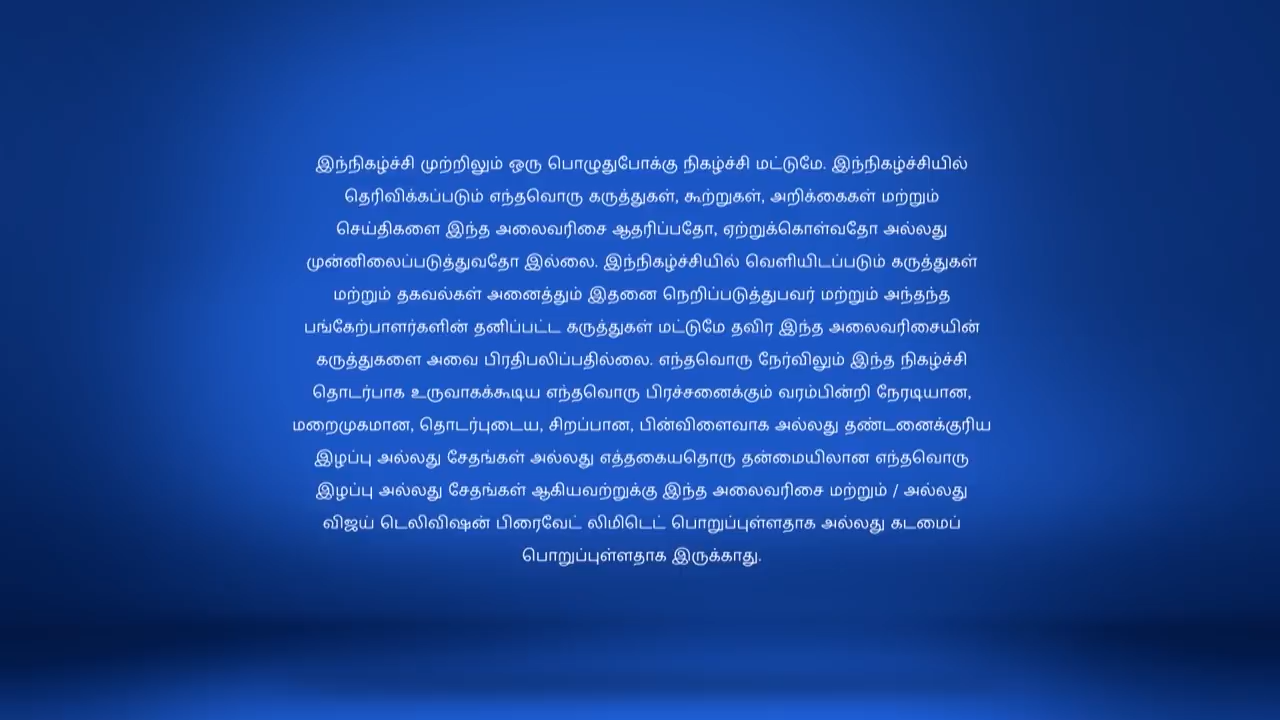 இந்நிகழ்ச்சி முற்றிலும் ஒரு பொழுதுபோக்கு நிகழ்ச்சி மட்டுமே. இந்நிகழ்ச்சியில்
தெரிவிக்கப்படும் எந்தவொரு கருத்துகள், கூற்றுகள், அறிக்கைகள் மற்றும்
செய்திகளை இந்த அலைவரிசை ஆதரிப்பதோ, ஏற்றுக்கொள்வதோ அல்லது
முன்னிலைப்படுத்துவதோ இல்லை. இந்நிகழ்ச்சியில் வெளியிடப்படும் கருத்துகள்
மற்றும் தகவல்கள் அனைத்தும் இதனை நெறிப்படுத்துபவர் மற்றும் அந்தந்த
பங்கேற்பாளர்களின் தனிப்பட்ட கருத்துகள் மட்டுமே தவிர இந்த அலைவரிசையின்
கருத்துகளை அவை பிரதிபலிப்பதில்லை. எந்தவொரு நேர்விலும் இந்த நிகழ்ச்சி
தொடர்பாக உருவாகக்கூடிய எந்தவொரு பிரச்சனைக்கும் வரம்பின்றி நேரடியான,
மறைமுகமான, தொடர்புடைய, சிறப்பான, பின்விளைவாக அல்லது தண்டனைக்குரிய
இழப்பு அல்லது சேதங்கள் அல்லது எத்தகையதொரு தன்மையிலான எந்தவொரு
இழப்பு அல்லது சேதங்கள் ஆகியவற்றுக்கு இந்த அலைவரிசை மற்றும் / அல்லது
விஜய் டெலிவிஷன் பிரைவேட் லிமிடெட் பொறுப்புள்ளதாக அல்லது கடமைப்
பொறுப்புள்ளதாக இருக்காது.